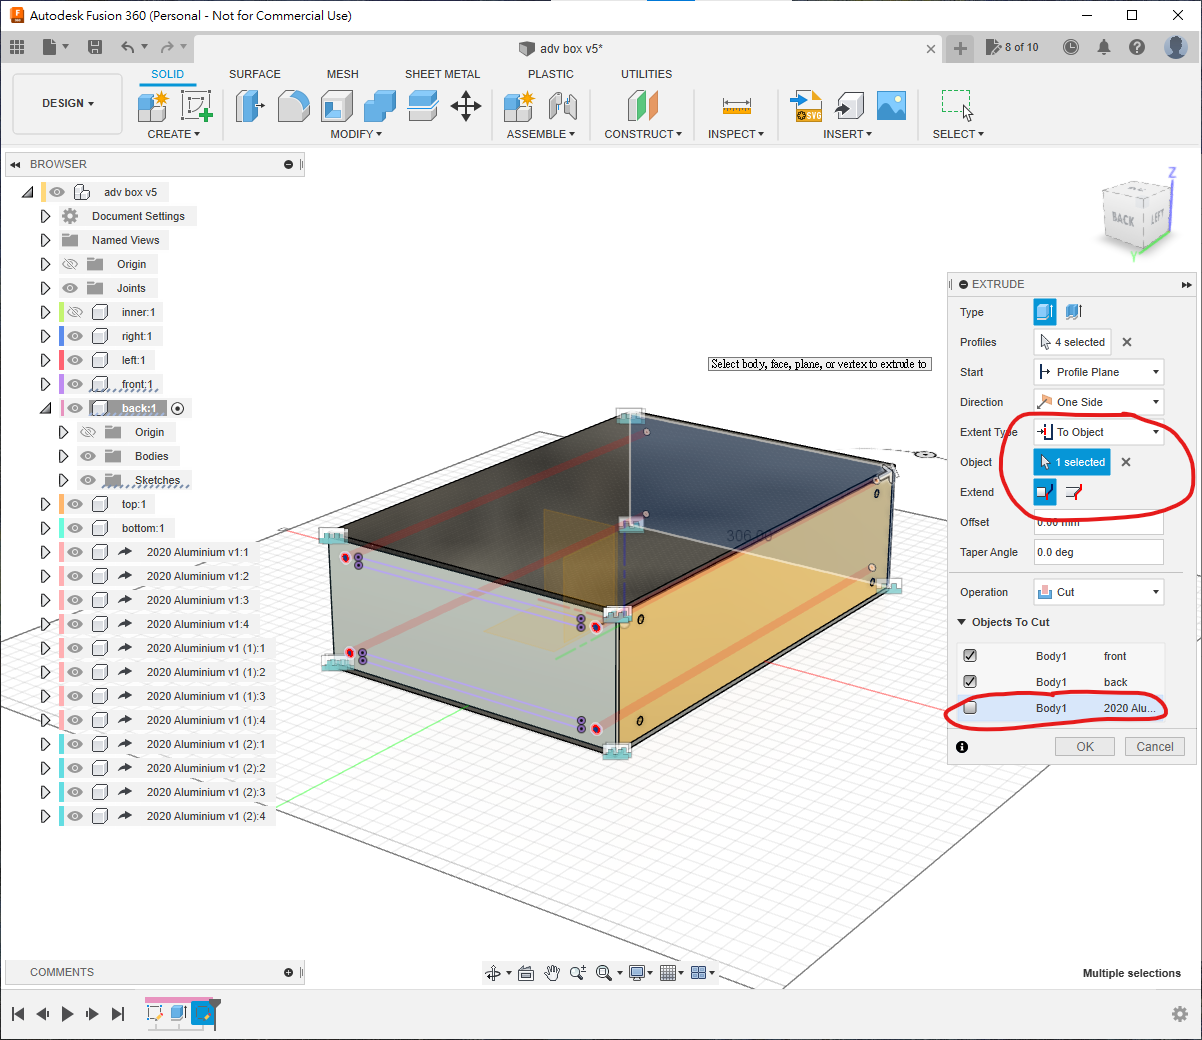 Autodesk Fusion 360 (Personal - Not for Commercial Use)
adv box v5*
8 of 10
DESIGN
SOLID SURFACE MESH SHEET METAL PLASTIC UTILITIES
CREATE MODIFY ASSEMBLE CONSTRUCT INSPECT INSERT SELECT
SVG
BROWSER
adv box v5
Document Settings
Named Views
Origin
Joints
inner:1
right:1
left:1
front:1
back:1
Origin
Bodies
Sketches
top:1
bottom:1
2020 Aluminium v1:1
2020 Aluminium v1:2
2020 Aluminium v1:3
2020 Aluminium v1:4
2020 Aluminium v1 (1):1
2020 Aluminium v1 (1):2
2020 Aluminium v1 (1):3
2020 Aluminium v1 (1):4
2020 Aluminium v1 (2):1
2020 Aluminium v1 (2):2
2020 Aluminium v1 (2):3
2020 Aluminium v1 (2):4
Z
BACK
LEFT
Y
Select body, face, plane, or vertex to extrude to
EXTRUDE
Type
Profiles 4 selected
Start Profile Plane
Direction One Side
Extent Type To Object
Object 1 selected
Extend
Offset 0.00 mm
Taper Angle 0.0 deg
Operation Cut
Objects To Cut
Body1 front
Body1 back
Body1 2020 Alu...
OK Cancel
COMMENTS
Multiple selections